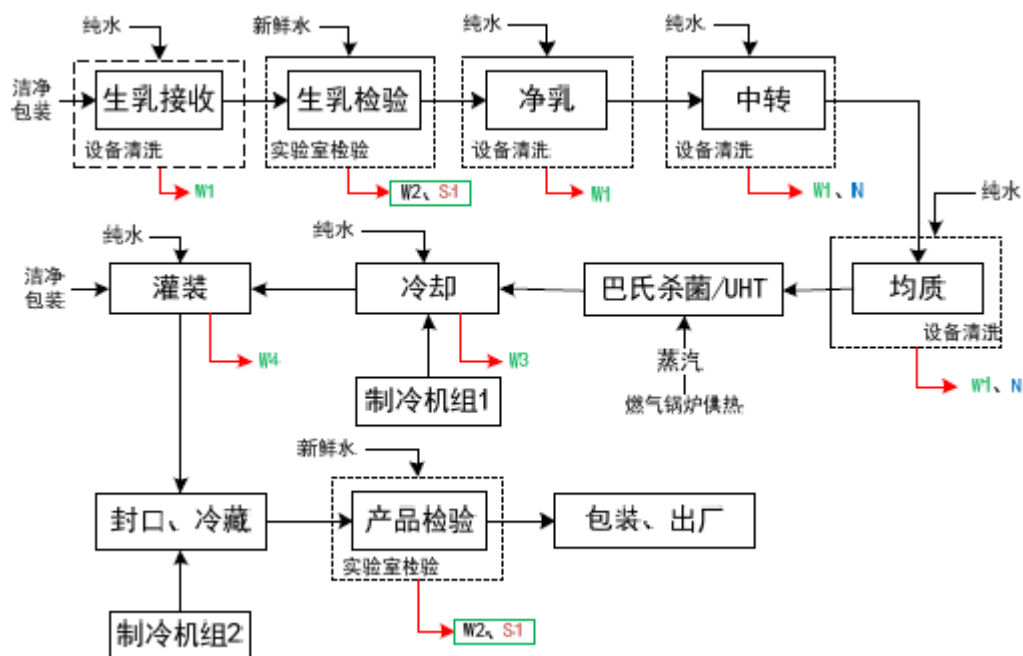 纯水
新鲜水
纯水
纯水
洁净
包装
生乳接收
生乳检验
净乳
中转
设备清洗
实验室检验
设备清洗
设备清洗
W1
W2、S1
W1
W1、N
纯水
纯水
纯水
洁净
包装
灌装
冷却
巴氏杀菌/UHT
均质
设备清洗
W4
W3
蒸汽
W1、N
制冷机组1
燃气锅炉供热
新鲜水
封口、冷藏
产品检验
包装、出厂
实验室检验
制冷机组2
W2、S1